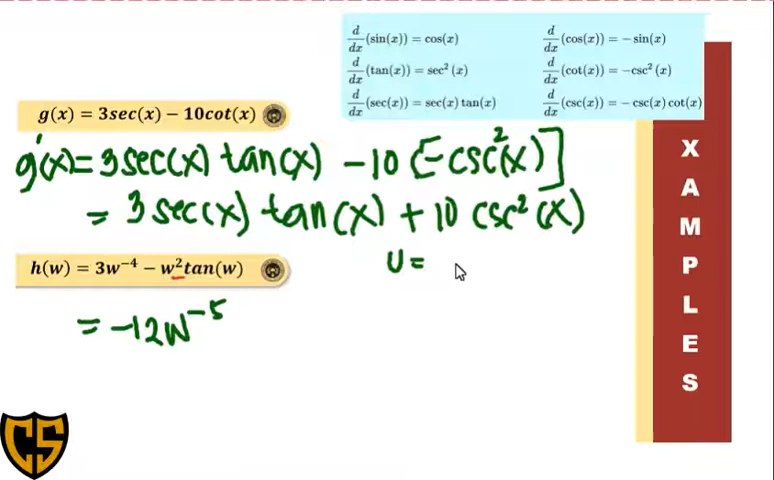 d/dx (sin(x)) = cos(x)
d/dx (cos(x)) = − sin(x)
d/dx (tan(x)) = sec² (x)
d/dx (cot(x)) = −csc² (x)
d/dx (sec(x)) = sec(x) tan(x)
d/dx (csc(x)) = − csc(x) cot(x)
g(x) = 3sec(x) − 10cot(x)
g'(x) = 3 sec(x) tan(x) − 10 [−csc²(x)]
= 3 sec(x) tan(x) + 10 csc² (x)
h(w) = 3w⁻⁴ − w²tan(w)
U =
= −12w⁻⁵
X
A
M
P
L
E
S
CS